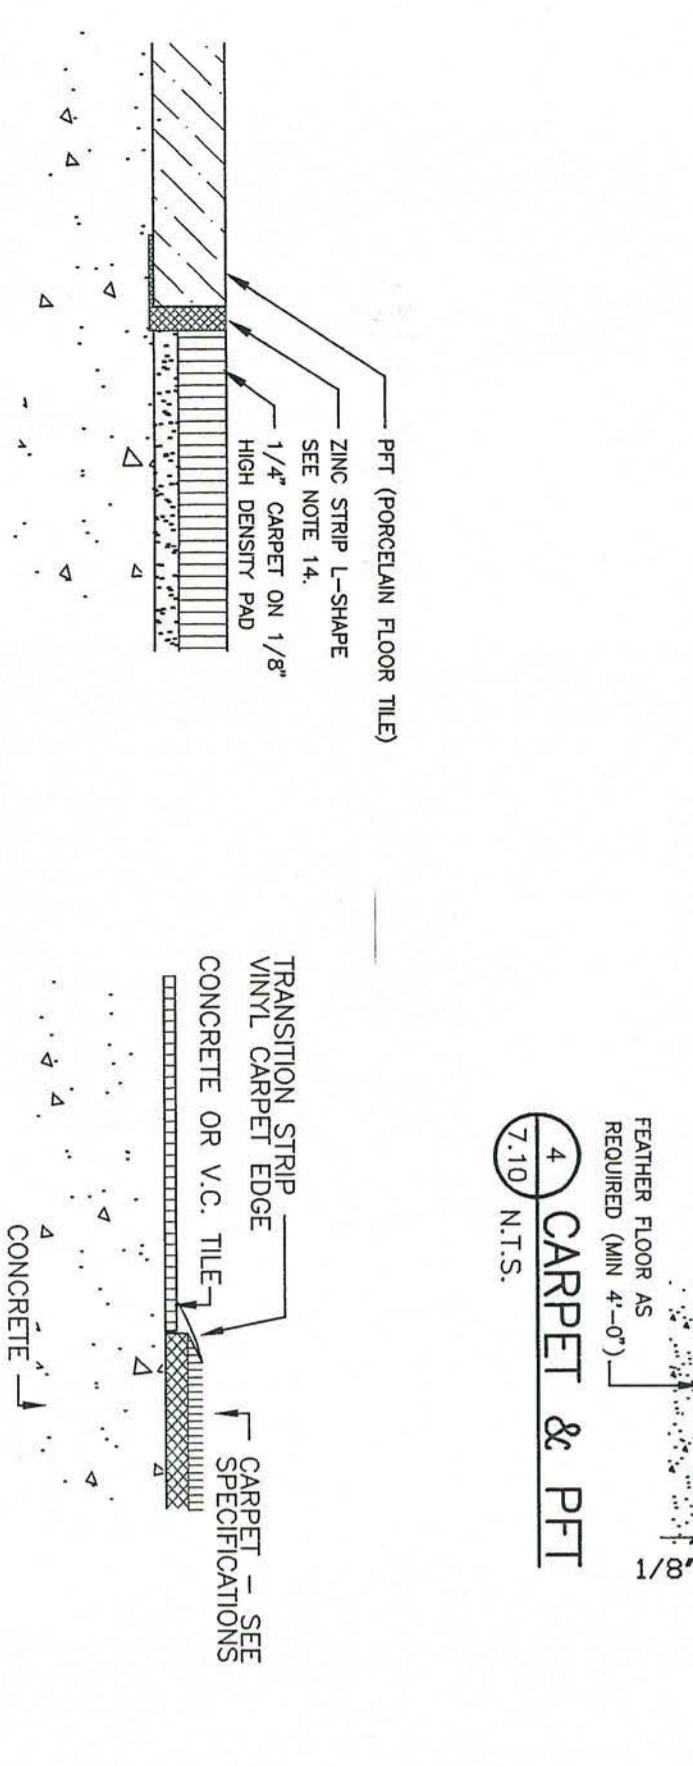 FEATHER FLOOR AS
REQUIRED (MIN 4'-0")
1/8"
4
7.10
CARPET & PFT
N.T.S.
PFT (PORCELAIN FLOOR TILE)
ZINC STRIP L-SHAPE
SEE NOTE 14.
1/4" CARPET ON 1/8"
HIGH DENSITY PAD
TRANSITION STRIP
VINYL CARPET EDGE
CONCRETE OR V.C. TILE
CARPET - SEE
SPECIFICATIONS
CONCRETE